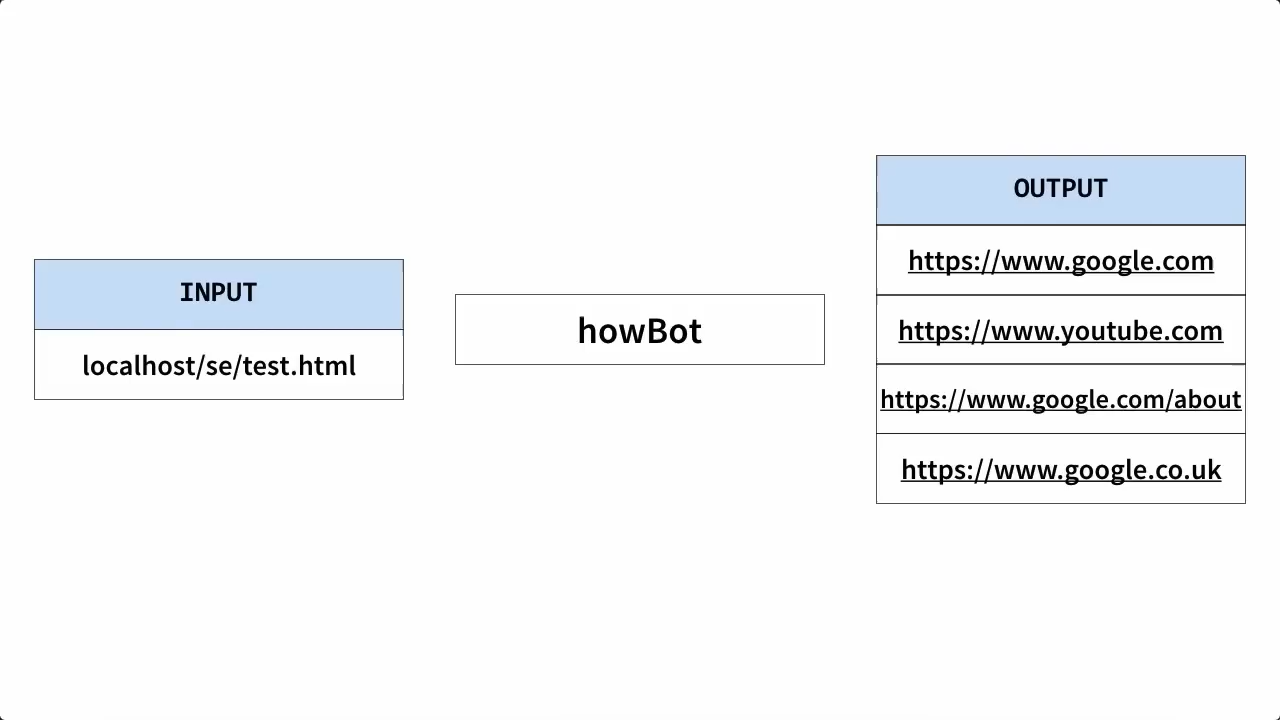 INPUT
localhost/se/test.html
howBot
OUTPUT
https://www.google.com
https://www.youtube.com
https://www.google.com/about
https://www.google.co.uk